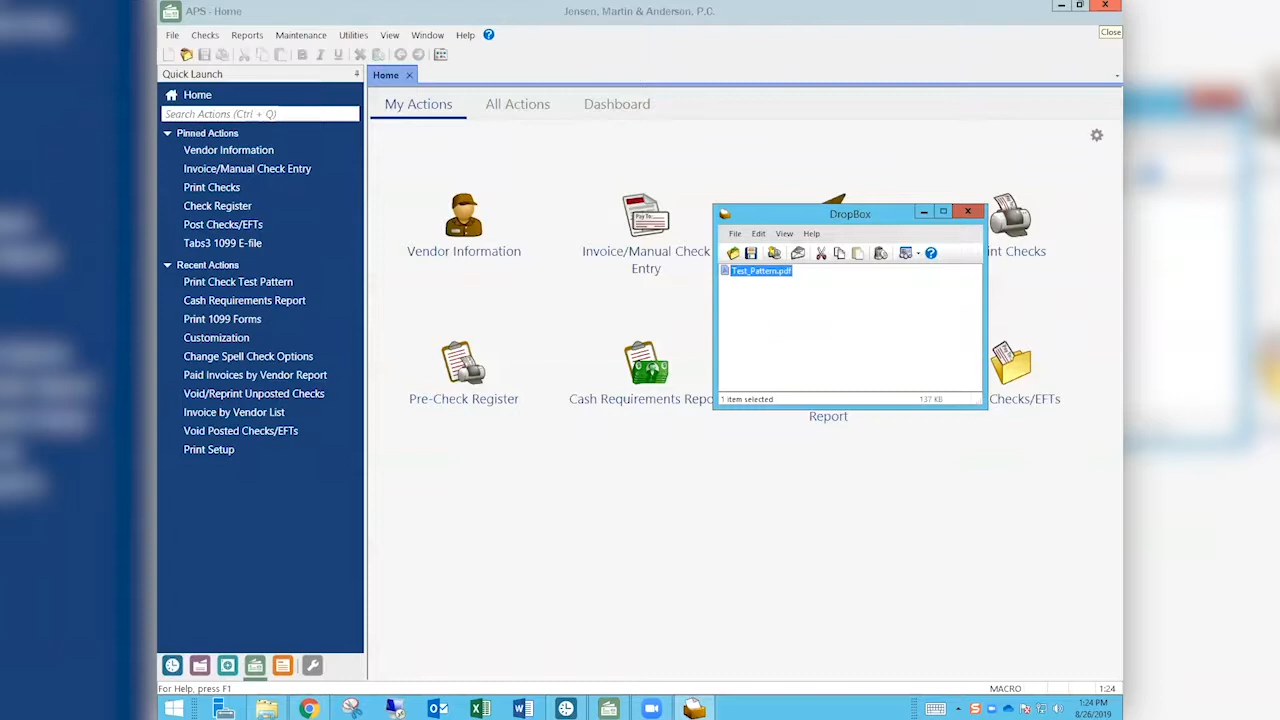 APS - Home
Jensen, Martin & Anderson, P.C.
File Checks Reports Maintenance Utilities View Window Help
Close
Quick Launch
Home
Home
Search Actions (Ctrl + Q)
Pinned Actions
Vendor Information
Invoice/Manual Check Entry
Print Checks
Check Register
Post Checks/EFTs
Tabs3 1099 E-file
Recent Actions
Print Check Test Pattern
Cash Requirements Report
Print 1099 Forms
Customization
Change Spell Check Options
Paid Invoices by Vendor Report
Void/Reprint Unposted Checks
Invoice by Vendor List
Void Posted Checks/EFTs
Print Setup
My Actions All Actions Dashboard
Vendor Information
Invoice/Manual Check
Entry
nt Checks
Pre-Check Register
Cash Requirements Repo
Report
Checks/EFTs
DropBox
File Edit View Help
Test_Pattern.pdf
1 item selected
137 KB
For Help, press F1
MACRO
1:24
1:24 PM
8/26/2019